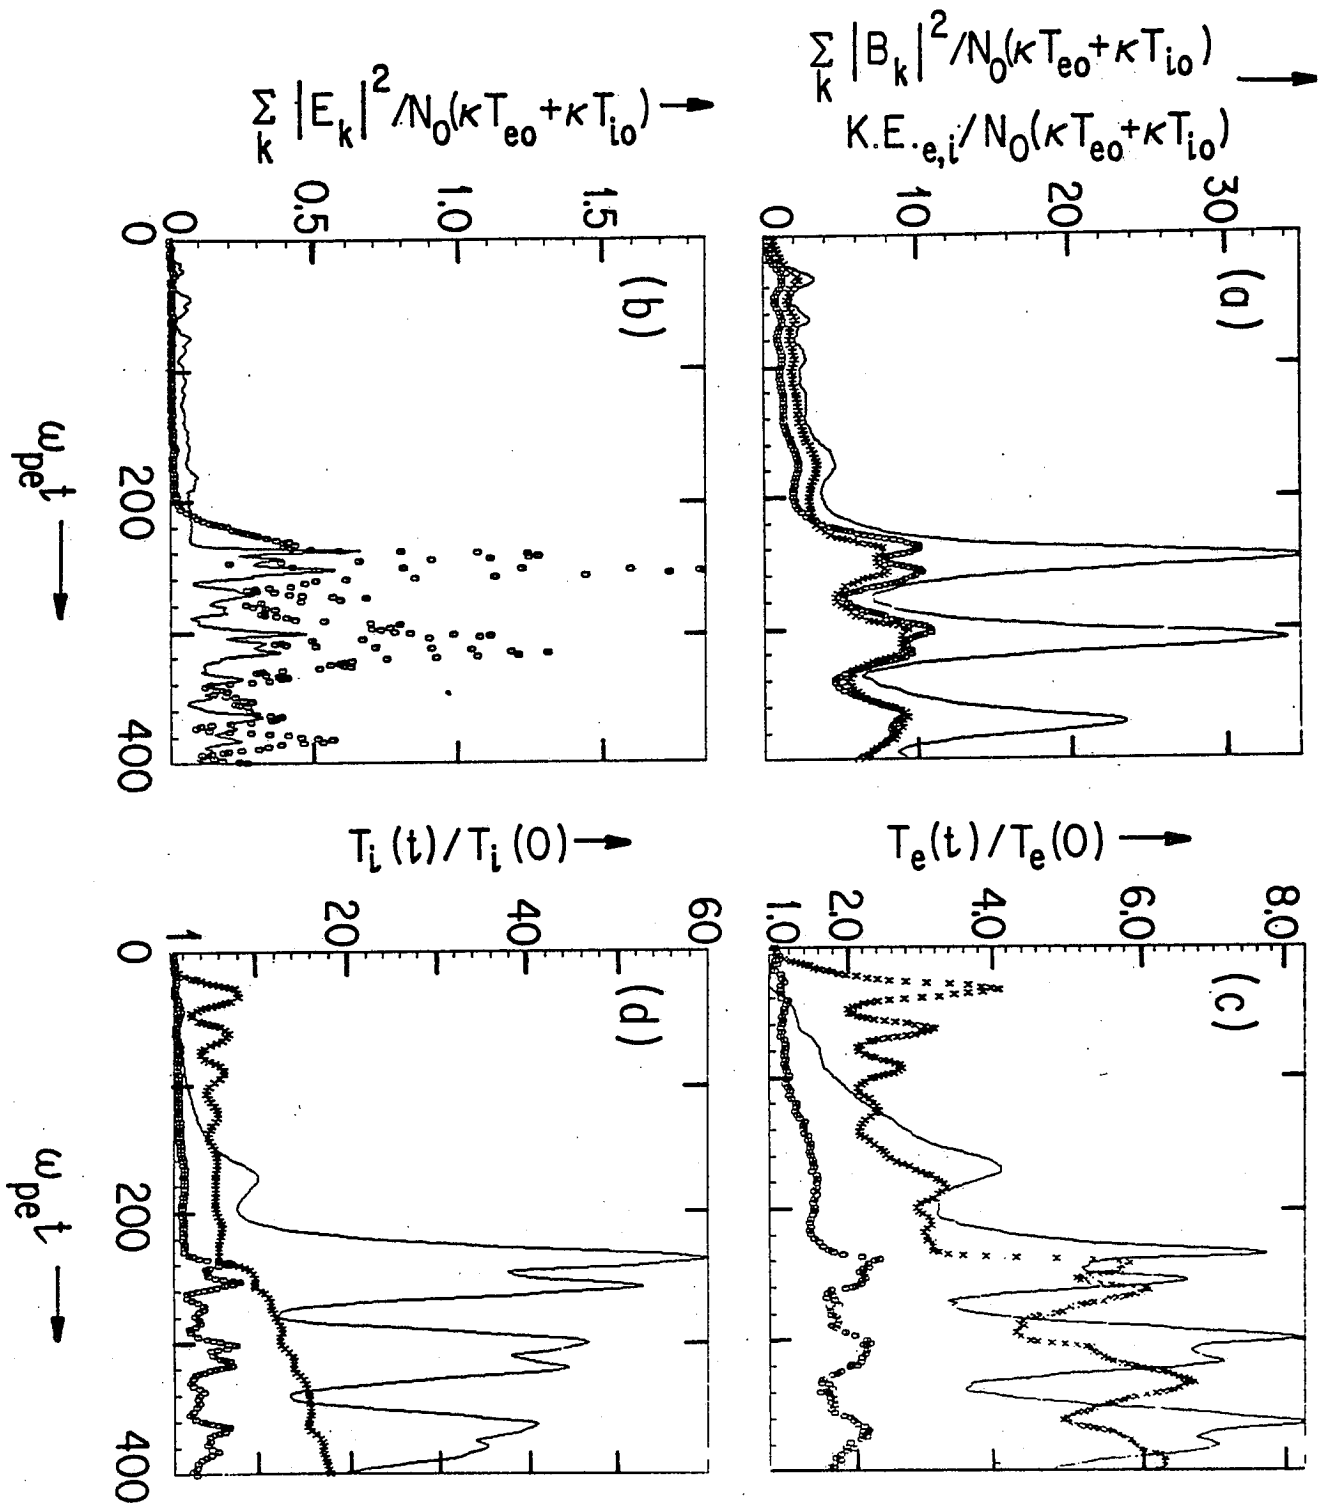 Σ_k |B_k|²/N₀(κT_eo+κT_io) →
K.E._e,i/N₀(κT_eo+κT_io)
0 10 20 30
(a)
Σ_k |E_k|²/N₀(κT_eo+κT_io) →
0 0.5 1.0 1.5
(b)
0 200 400
ω_pe t →
T_e(t)/T_e(0) →
1.0 2.0 4.0 6.0 8.0
(c)
T_i(t)/T_i(0) →
1 20 40 60
(d)
0 200 400
ω_pe t →